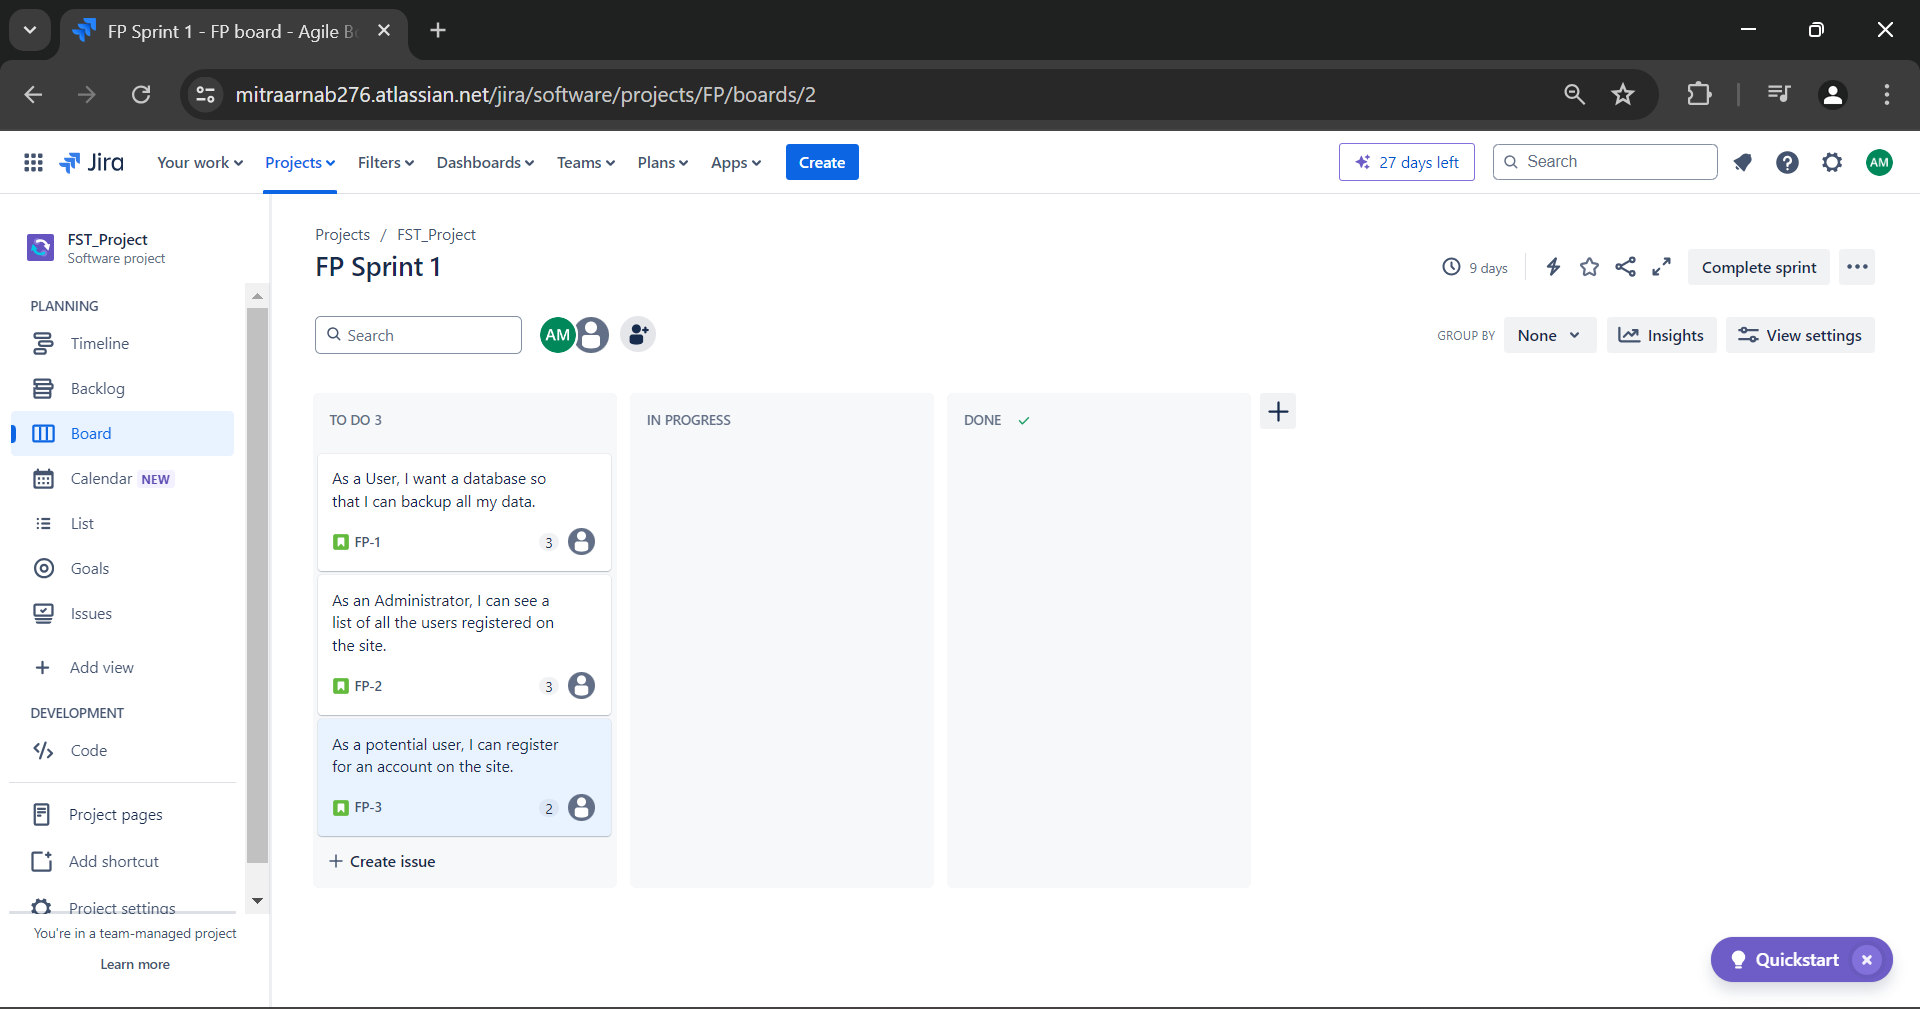 FP Sprint 1 - FP board - Agile B
mitraarnab276.atlassian.net/jira/software/projects/FP/boards/2
Jira Your work Projects Filters Dashboards Teams Plans Apps Create 27 days left Search AM
FST_Project
Software project
PLANNING
Timeline
Backlog
Board
Calendar NEW
List
Goals
Issues
Add view
DEVELOPMENT
Code
Project pages
Add shortcut
Project settings
You're in a team-managed project
Learn more
Projects / FST_Project
FP Sprint 1
9 days Complete sprint
Search AM
GROUP BY None Insights View settings
TO DO 3
As a User, I want a database so
that I can backup all my data.
FP-1 3
As an Administrator, I can see a
list of all the users registered on
the site.
FP-2 3
As a potential user, I can register
for an account on the site.
FP-3 2
Create issue
IN PROGRESS
DONE
Quickstart